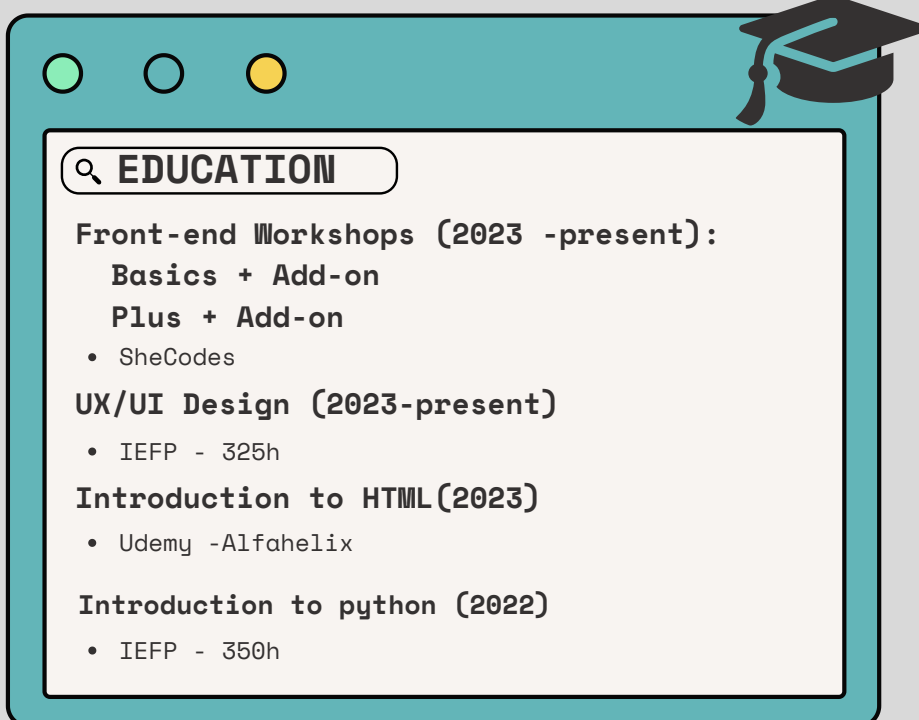 EDUCATION
Front-end Workshops (2023 -present):
Basics + Add-on
Plus + Add-on
• SheCodes
UX/UI Design (2023-present)
• IEFP - 325h
Introduction to HTML(2023)
• Udemy -Alfahelix
Introduction to python (2022)
• IEFP - 350h